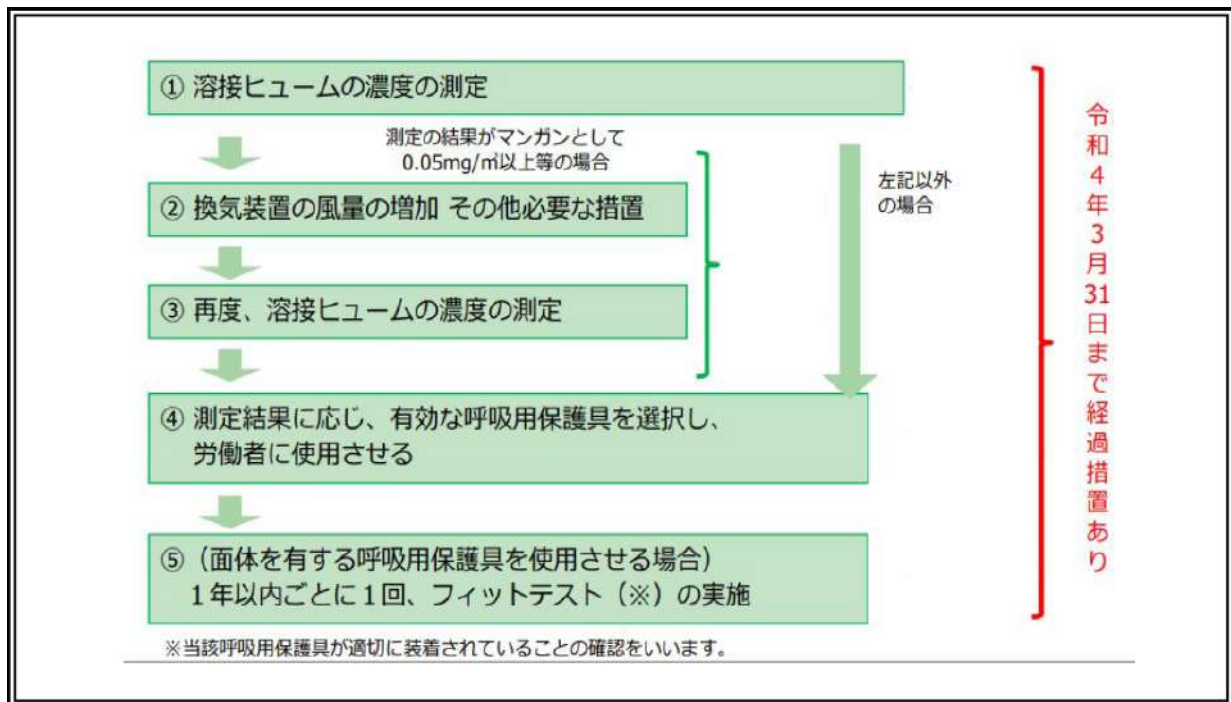 ① 溶接ヒュームの濃度の測定
測定の結果がマンガンとして
0.05mg/㎥以上等の場合
左記以外
の場合
② 換気装置の風量の増加 その他必要な措置
③ 再度、溶接ヒュームの濃度の測定
④ 測定結果に応じ、有効な呼吸用保護具を選択し、
労働者に使用させる
⑤（面体を有する呼吸用保護具を使用させる場合）
１年以内ごとに１回、フィットテスト（※）の実施
※当該呼吸用保護具が適切に装着されていることの確認をいいます。
令和４年３月31日まで経過措置あり